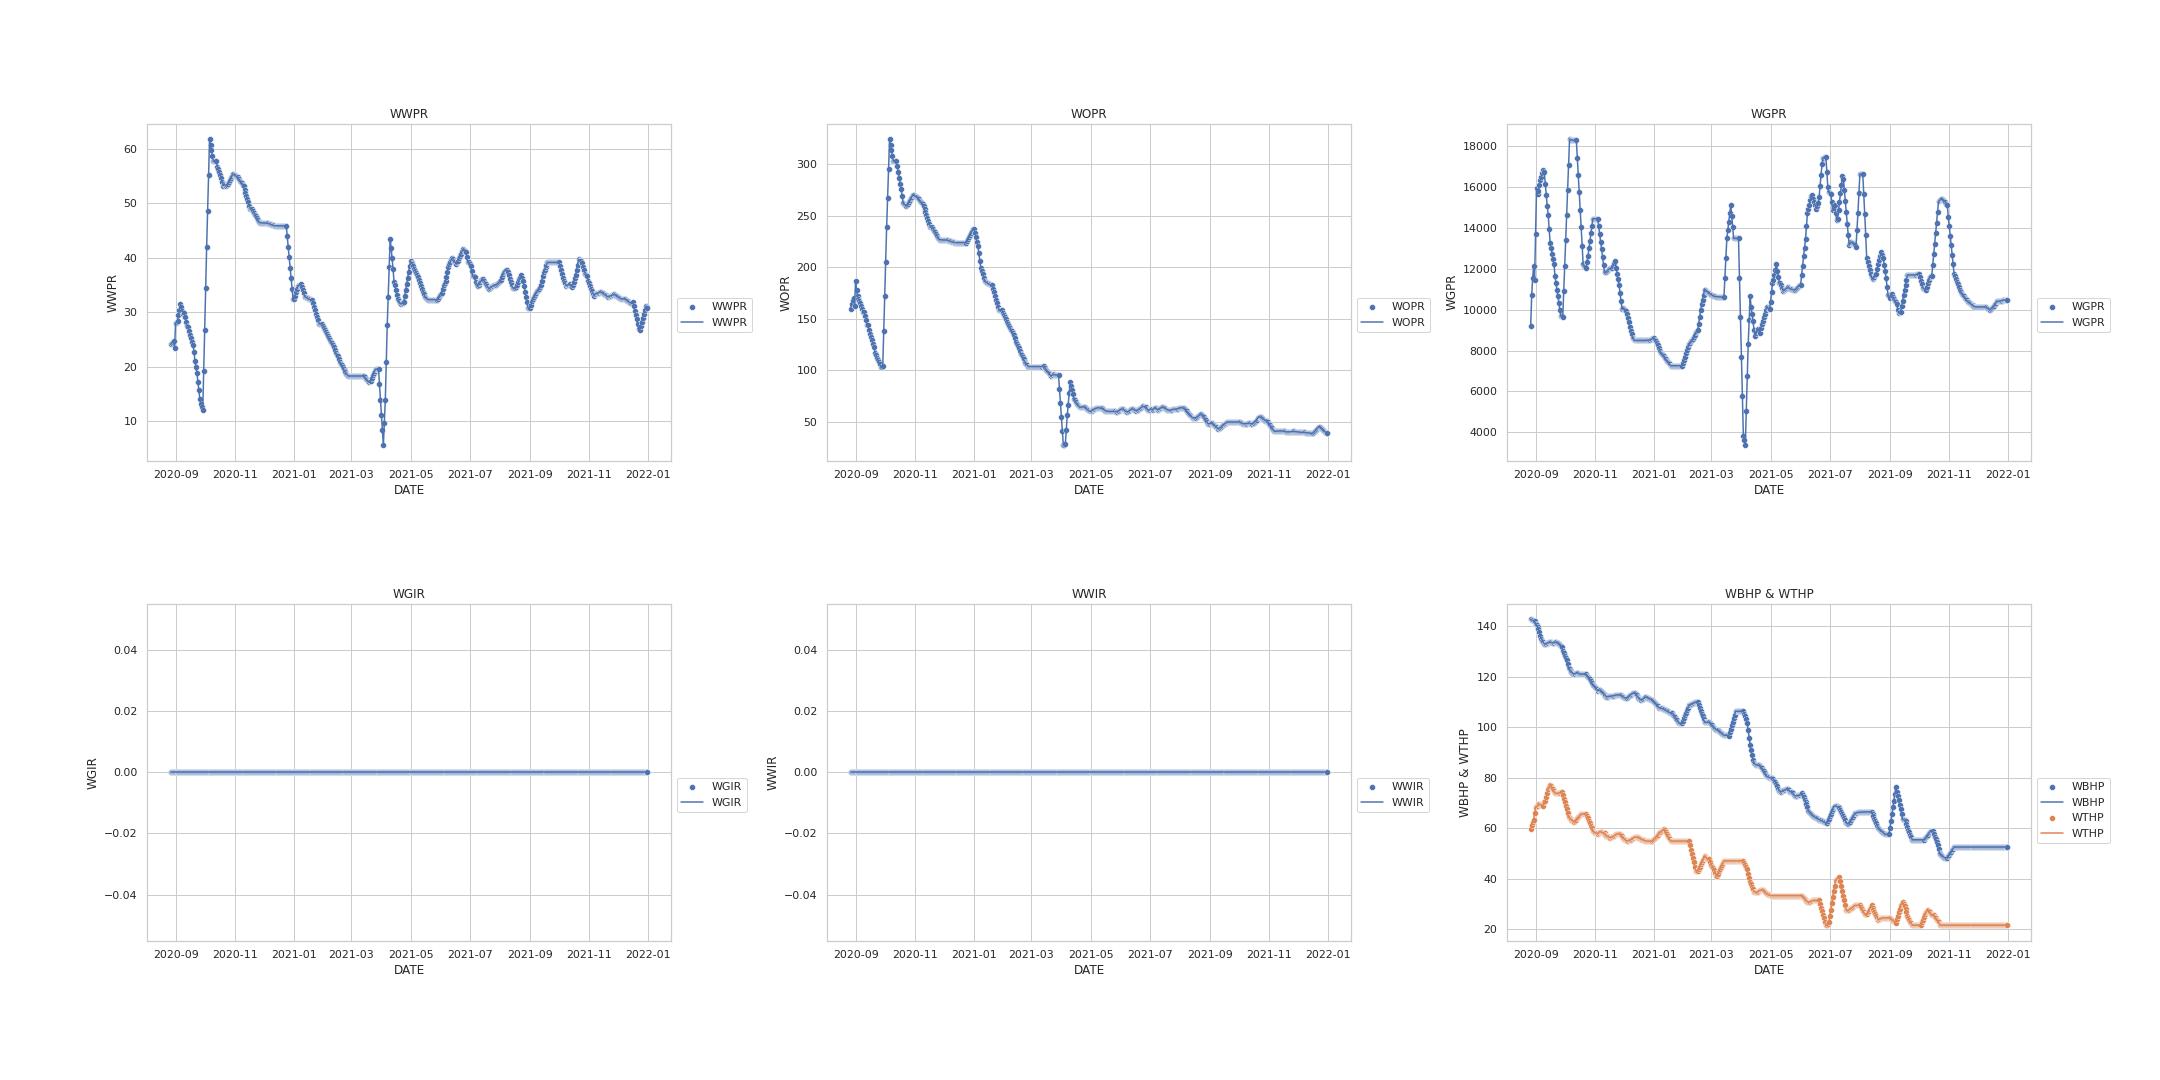 WWPR
WWPR
60
50
40
30
20
10
2020-09 2020-11 2021-01 2021-03 2021-05 2021-07 2021-09 2021-11 2022-01
DATE
WWPR
WWPR
WOPR
WOPR
300
250
200
150
100
50
2020-09 2020-11 2021-01 2021-03 2021-05 2021-07 2021-09 2021-11 2022-01
DATE
WOPR
WOPR
WGPR
WGPR
18000
16000
14000
12000
10000
8000
6000
4000
2020-09 2020-11 2021-01 2021-03 2021-05 2021-07 2021-09 2021-11 2022-01
DATE
WGPR
WGPR
WGIR
WGIR
0.04
0.02
0.00
−0.02
−0.04
2020-09 2020-11 2021-01 2021-03 2021-05 2021-07 2021-09 2021-11 2022-01
DATE
WGIR
WGIR
WWIR
WWIR
0.04
0.02
0.00
−0.02
−0.04
2020-09 2020-11 2021-01 2021-03 2021-05 2021-07 2021-09 2021-11 2022-01
DATE
WWIR
WWIR
WBHP & WTHP
WBHP & WTHP
140
120
100
80
60
40
20
2020-09 2020-11 2021-01 2021-03 2021-05 2021-07 2021-09 2021-11 2022-01
DATE
WBHP
WBHP
WTHP
WTHP